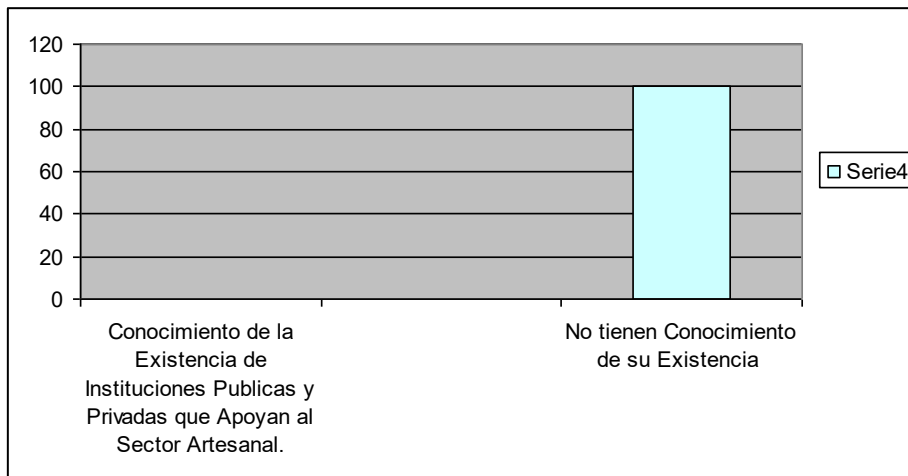 120
100
80
60
40
20
0
Conocimiento de la
Existencia de
Instituciones Publicas y
Privadas que Apoyan al
Sector Artesanal.
No tienen Conocimiento
de su Existencia
Serie4